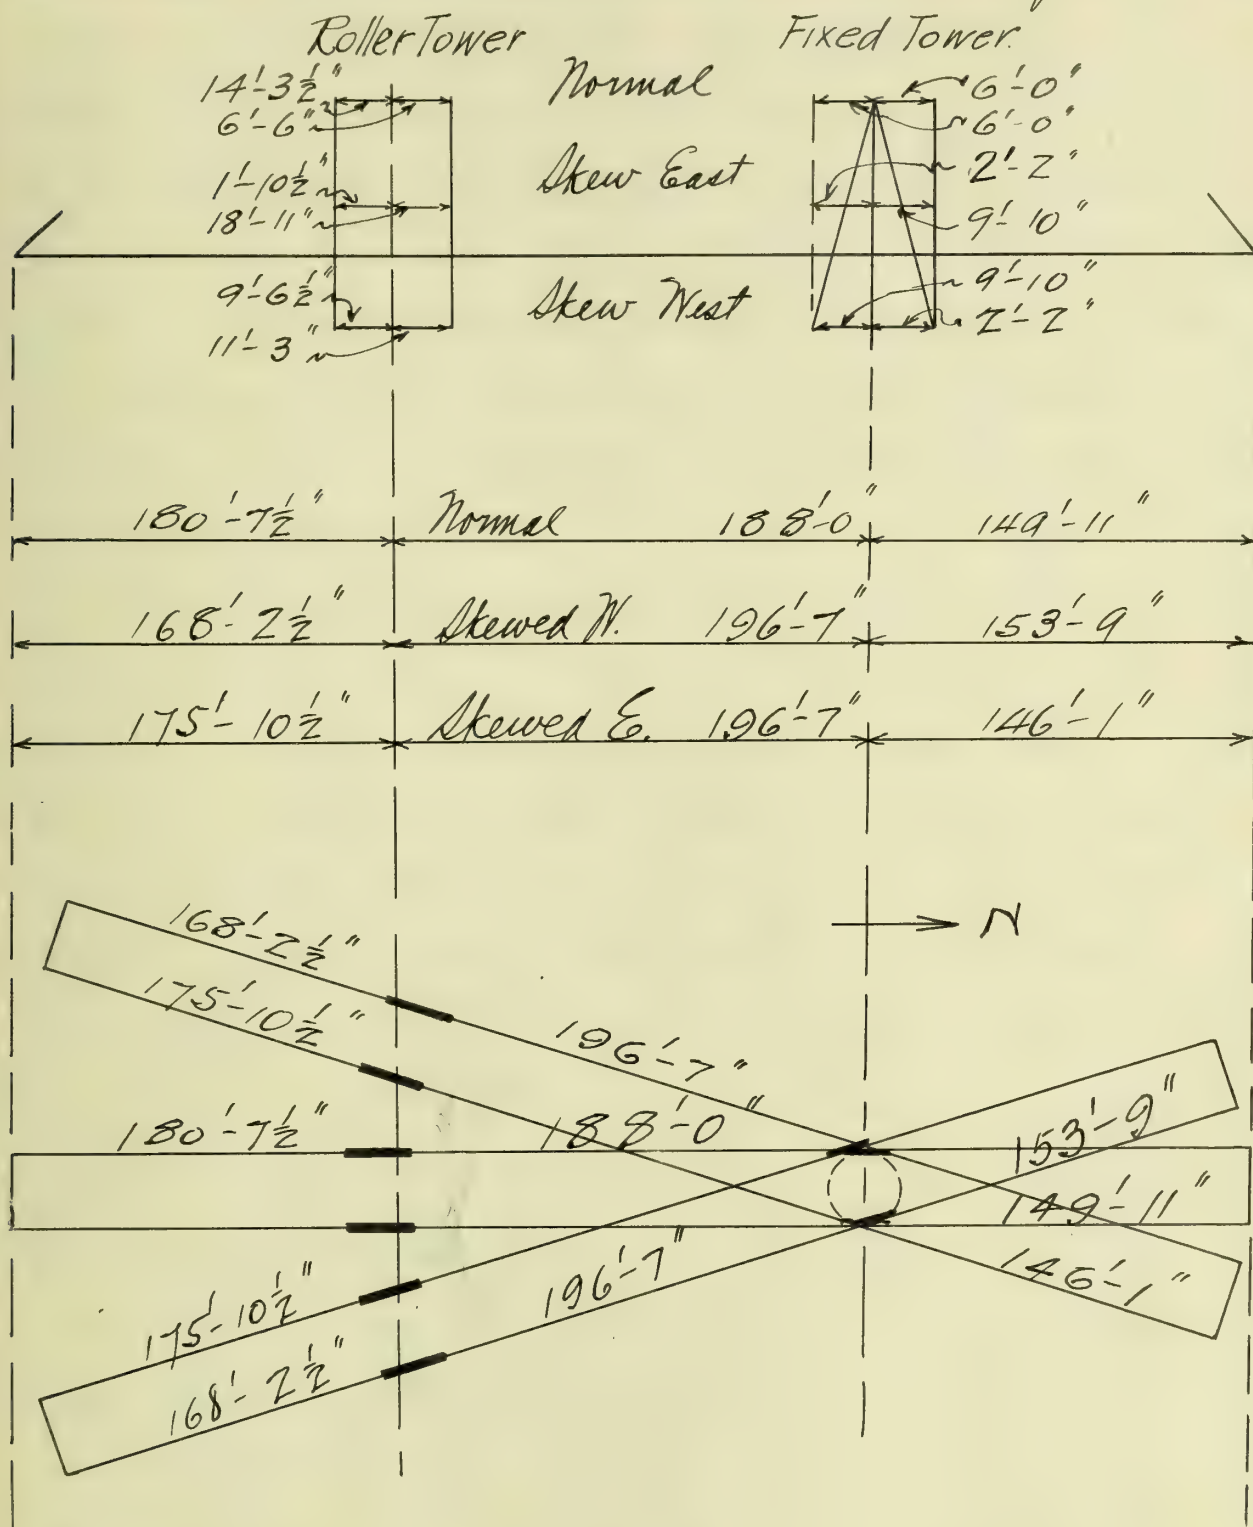 Roller Tower Fixed Tower.
14'-3½" Normal 6'-0"
6'-6" 6'-0"
1'-10½" Skew East 2'-2"
18'-11" 9'-10"
9'-6½" Skew West 9'-10"
11'-3" 2'-2"
180'-7½" Normal 188'-0" 149'-11"
168'-2½" Skewed W. 196'-7" 153'-9"
175'-10½" Skewed E. 196'-7" 146'-1"
N
168'-2½"
175'-10½"
196'-7"
180'-7½" 188'-0" 153'-9"
149'-11"
175'-10½" 196'-7" 146'-1"
168'-2½"